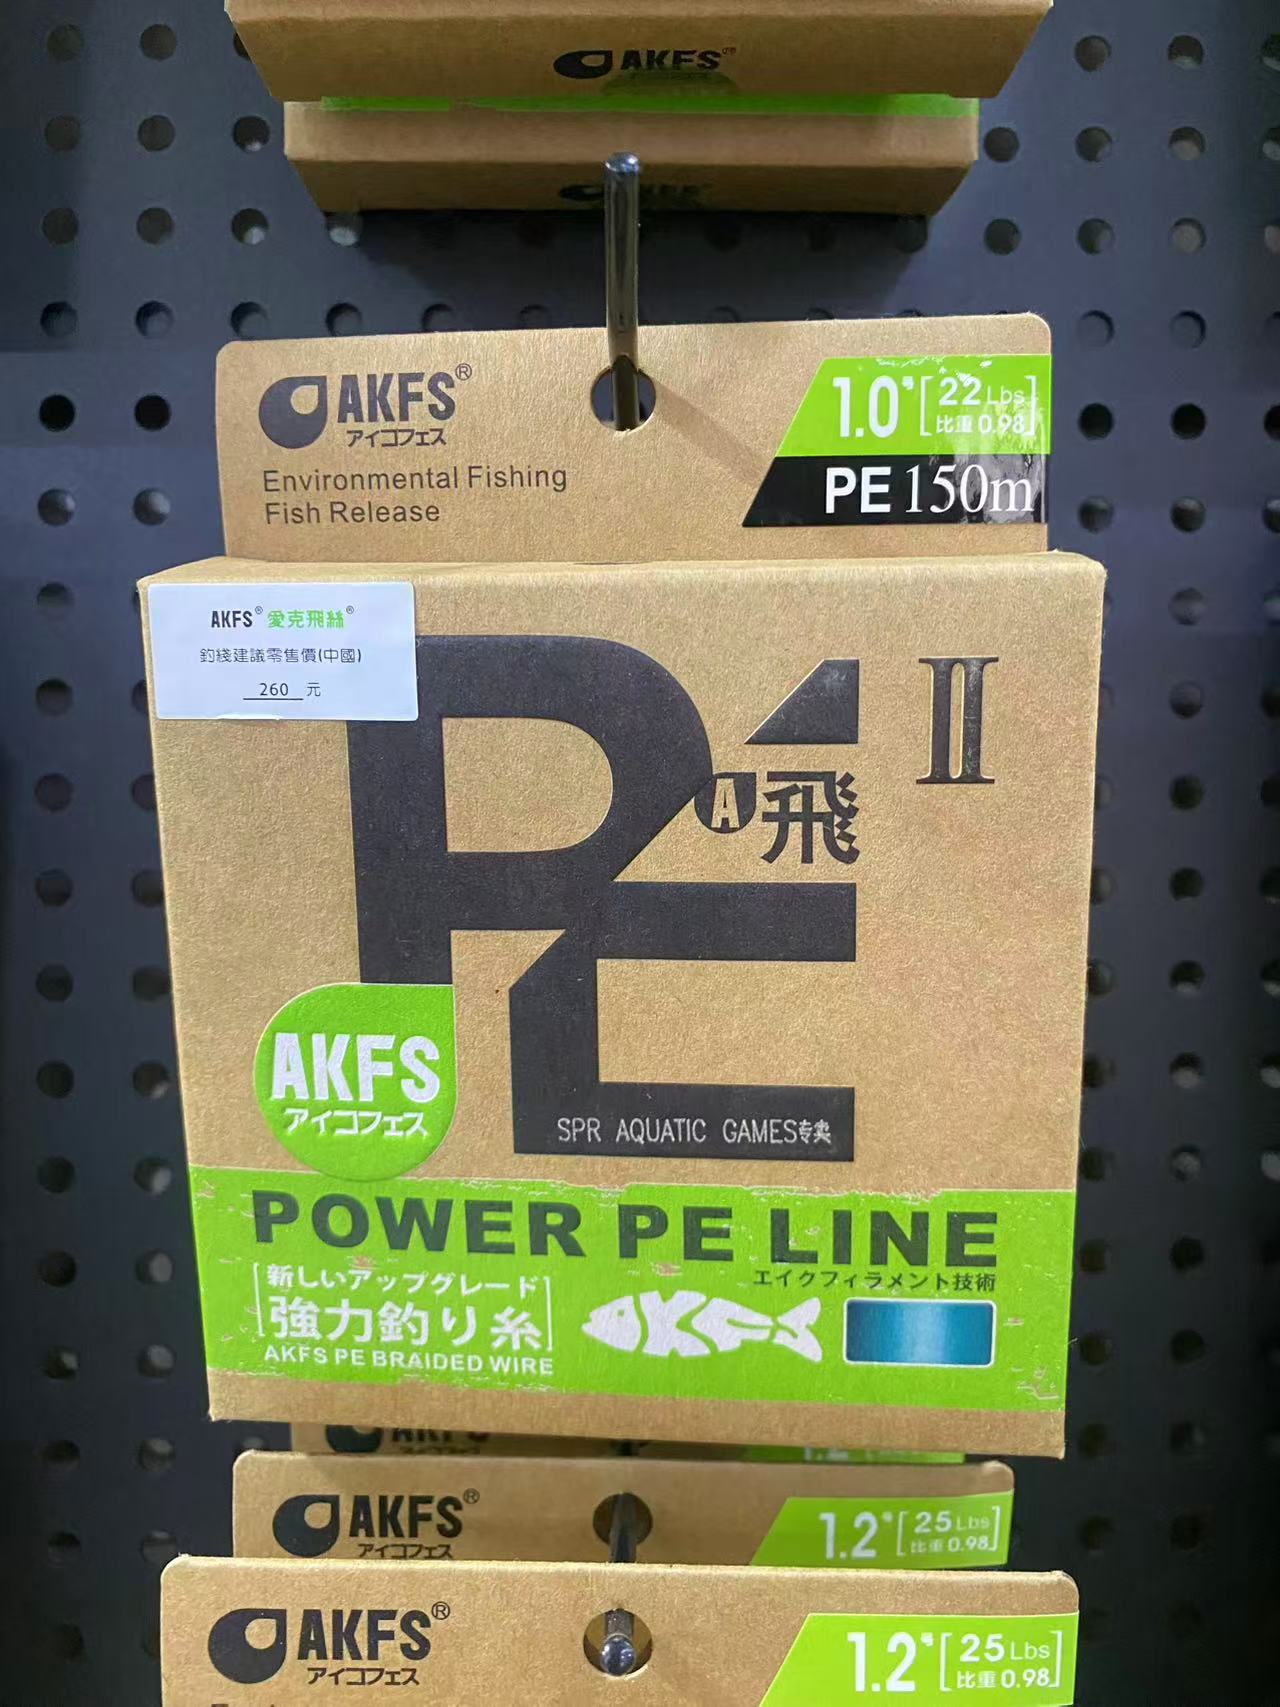 AKFS®
AKFS®
アイコフェス
Environmental Fishing
Fish Release
1.0号 [22 Lbs
比重 0.98]
PE 150m
AKFS® 愛克飛絲®
釣綫建議零售價(中國)
260 元
PE
II
A 飛
AKFS
アイコフェス
SPR AQUATIC GAMES专卖
POWER PE LINE
エイクフィラメント技術
[新しいアップグレード
強力釣り糸]
AKFS PE BRAIDED WIRE
AKFS
AKFS®
アイコフェス
1.2号 [25 Lbs
比重 0.98]
AKFS®
アイコフェス
1.2号 [25 Lbs
比重 0.98]